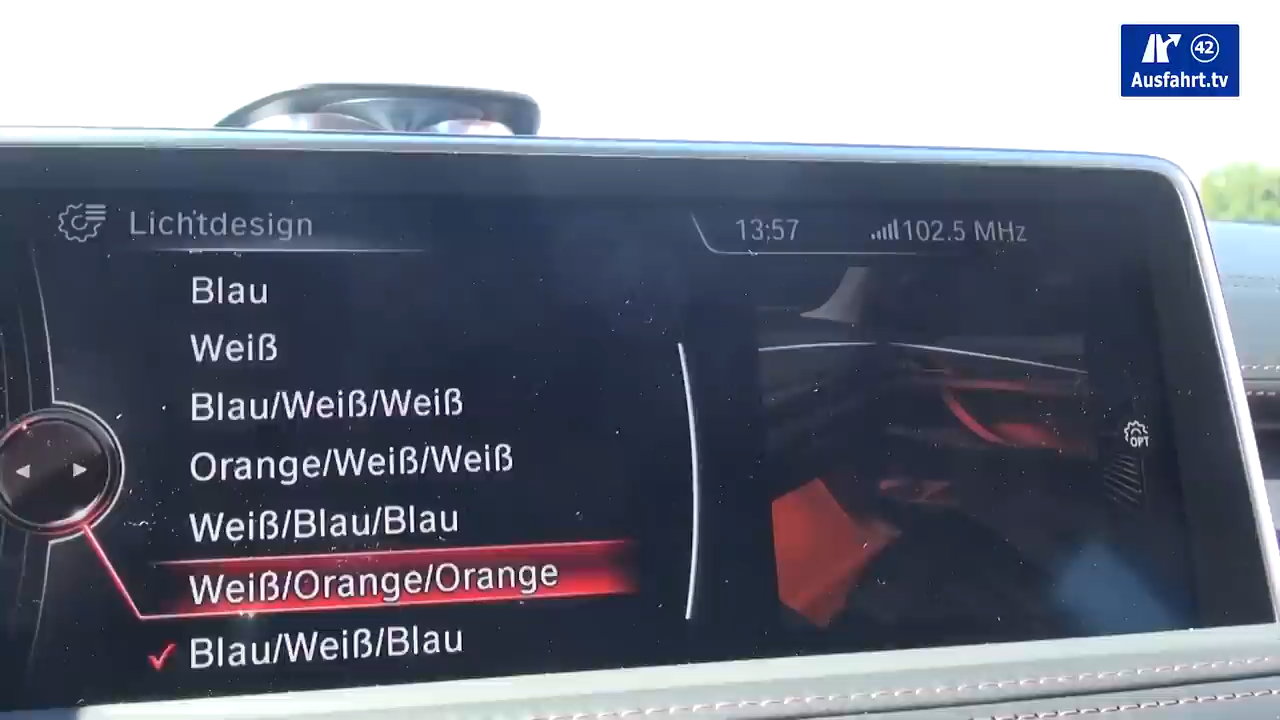 42
Ausfahrt.tv
Lichtdesign
13:57
102.5 MHz
Blau
Weiß
Blau/Weiß/Weiß
Orange/Weiß/Weiß
Weiß/Blau/Blau
Weiß/Orange/Orange
Blau/Weiß/Blau
OPT